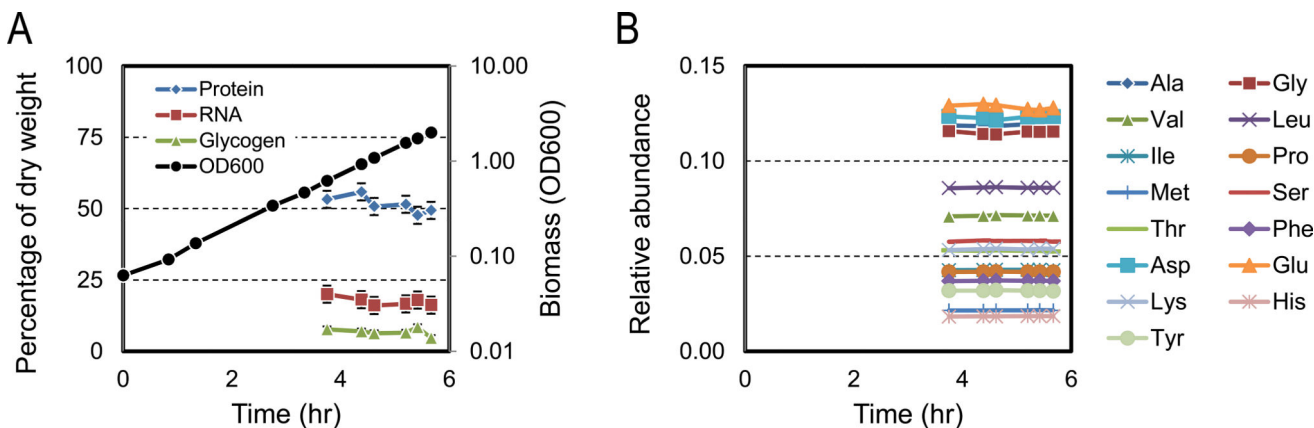 A
Percentage of dry weight
100
75
50
25
0
Protein
RNA
Glycogen
OD600
10.00
1.00
0.10
0.01
Biomass (OD600)
0 2 4 6
Time (hr)
B
Relative abundance
0.15
0.10
0.05
0.00
0 2 4 6
Time (hr)
Ala Gly
Val Leu
Ile Pro
Met Ser
Thr Phe
Asp Glu
Lys His
Tyr